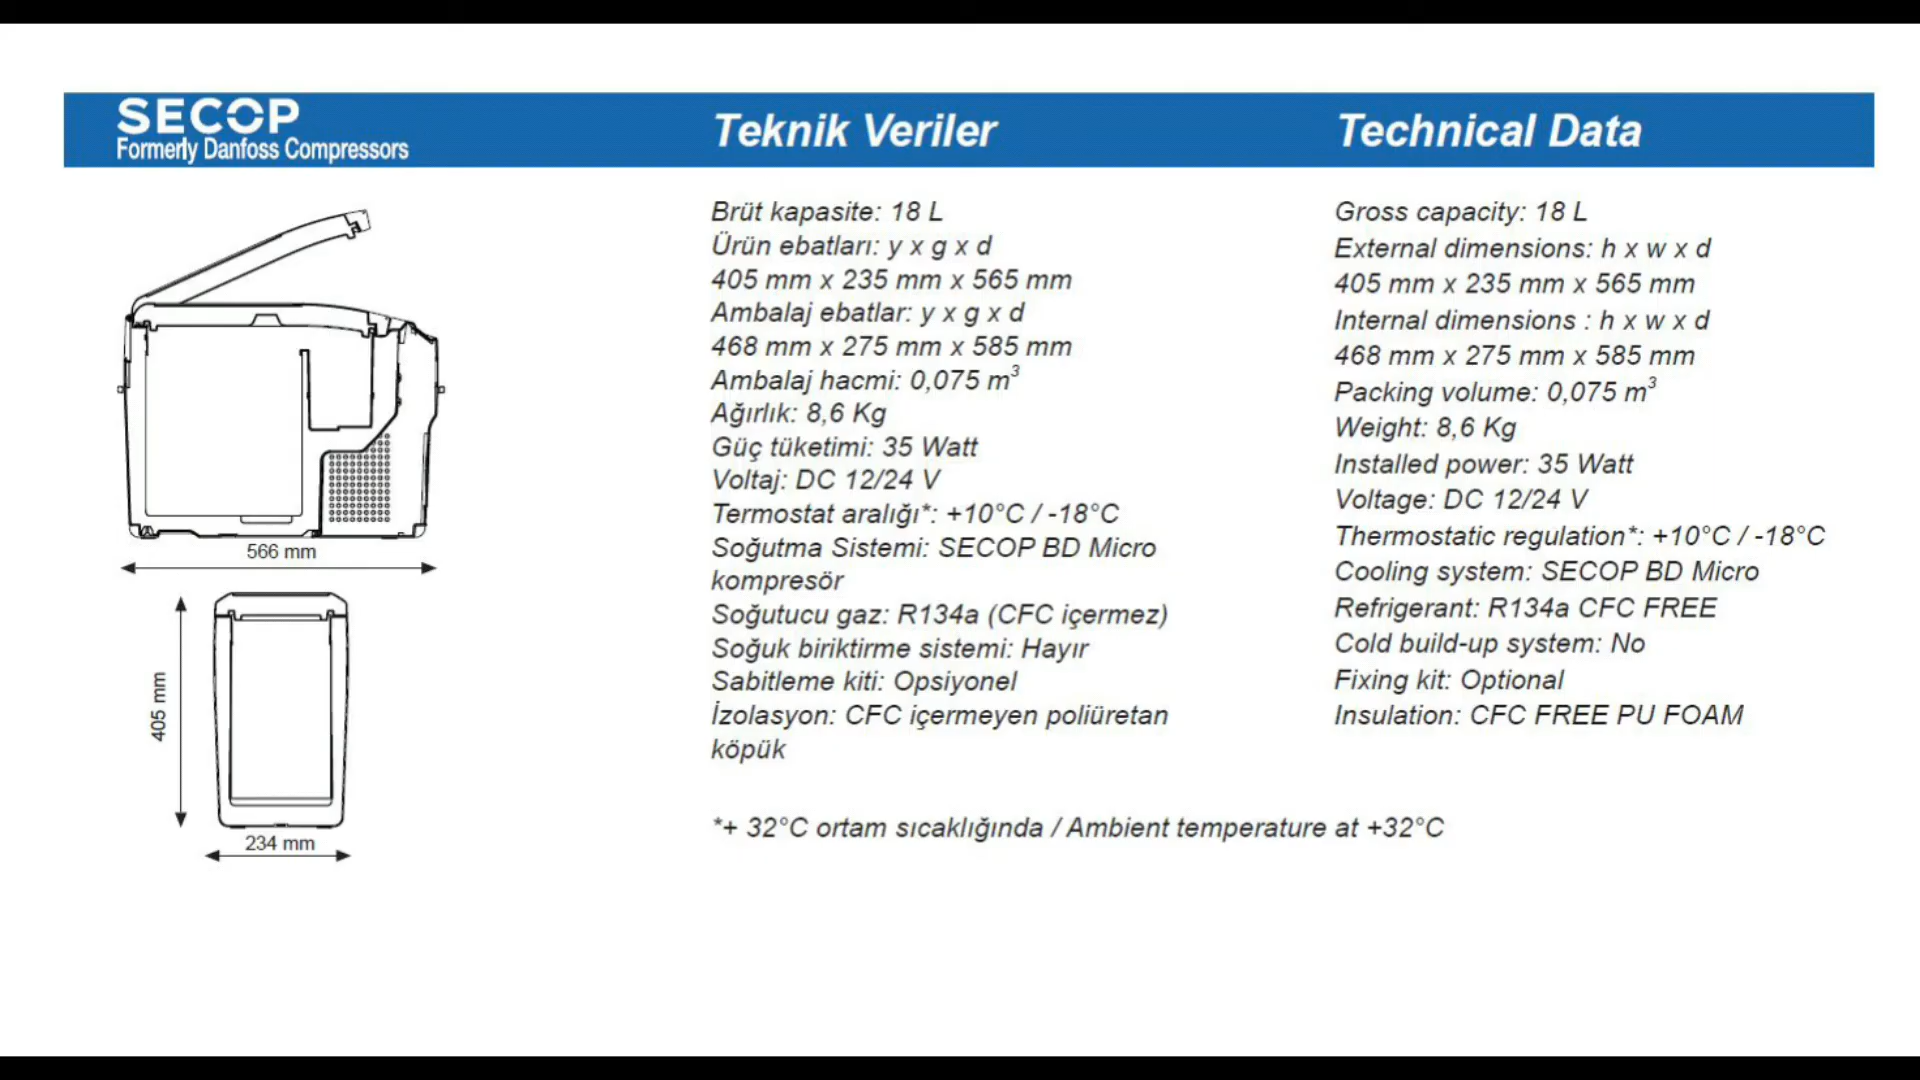 SECOP
Formerly Danfoss Compressors
Teknik Veriler
Technical Data
566 mm
405 mm
234 mm
Brüt kapasite: 18 L
Ürün ebatları: y x g x d
405 mm x 235 mm x 565 mm
Ambalaj ebatlar: y x g x d
468 mm x 275 mm x 585 mm
Ambalaj hacmi: 0,075 m³
Ağırlık: 8,6 Kg
Güç tüketimi: 35 Watt
Voltaj: DC 12/24 V
Termostat aralığı*: +10°C / -18°C
Soğutma Sistemi: SECOP BD Micro
kompresör
Soğutucu gaz: R134a (CFC içermez)
Soğuk biriktirme sistemi: Hayır
Sabitleme kiti: Opsiyonel
İzolasyon: CFC içermeyen poliüretan
köpük
Gross capacity: 18 L
External dimensions: h x w x d
405 mm x 235 mm x 565 mm
Internal dimensions : h x w x d
468 mm x 275 mm x 585 mm
Packing volume: 0,075 m³
Weight: 8,6 Kg
Installed power: 35 Watt
Voltage: DC 12/24 V
Thermostatic regulation*: +10°C / -18°C
Cooling system: SECOP BD Micro
Refrigerant: R134a CFC FREE
Cold build-up system: No
Fixing kit: Optional
Insulation: CFC FREE PU FOAM
*+ 32°C ortam sıcaklığında / Ambient temperature at +32°C